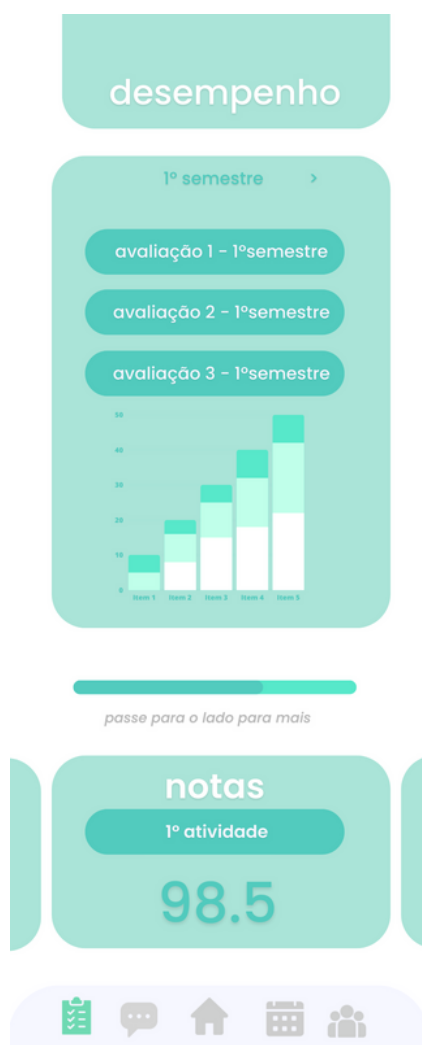 desempenho
1º semestre >
avaliação 1 - 1ºsemestre
avaliação 2 - 1ºsemestre
avaliação 3 - 1ºsemestre
50
40
30
20
10
0
Item 1 Item 2 Item 3 Item 4 Item 5
passe para o lado para mais
notas
1º atividade
98.5